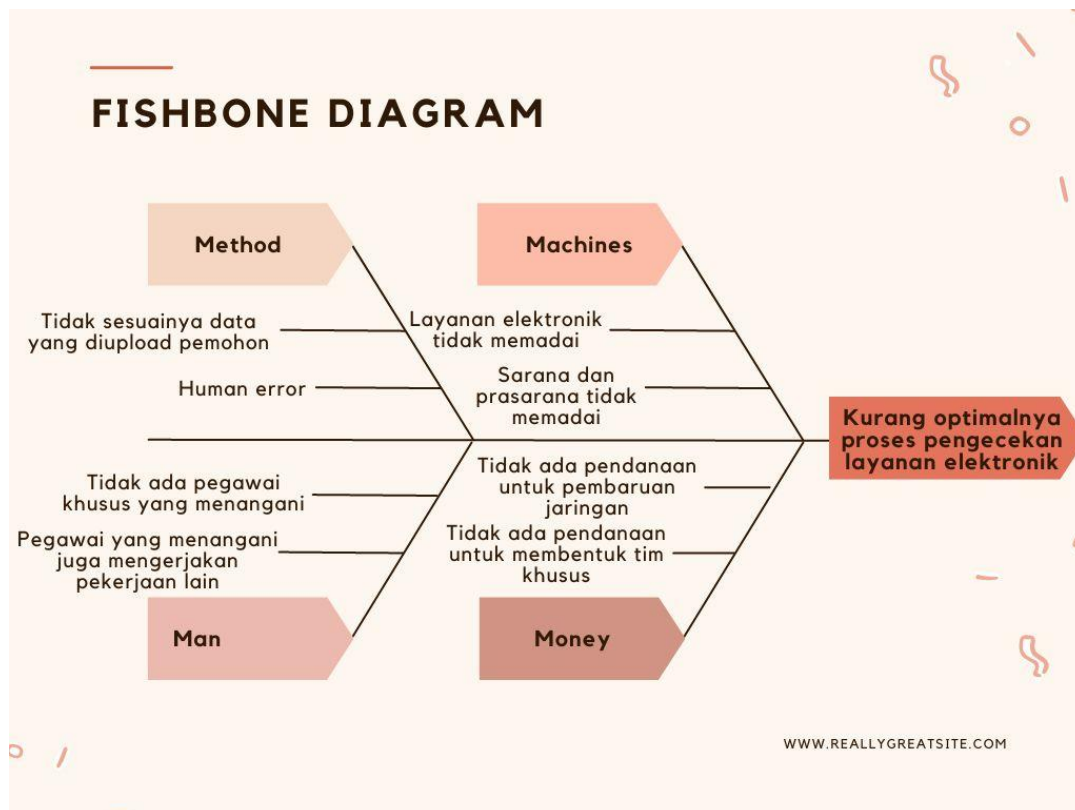 FISHBONE DIAGRAM
Method
Tidak sesuainya data
yang diupload pemohon
Human error
Machines
Layanan elektronik
tidak memadai
Sarana dan
prasarana tidak
memadai
Kurang optimalnya
proses pengecekan
layanan elektronik
Tidak ada pegawai
khusus yang menangani
Pegawai yang menangani
juga mengerjakan
pekerjaan lain
Man
Tidak ada pendanaan
untuk pembaruan
jaringan
Tidak ada pendanaan
untuk membentuk tim
khusus
Money
WWW.REALLYGREATSITE.COM